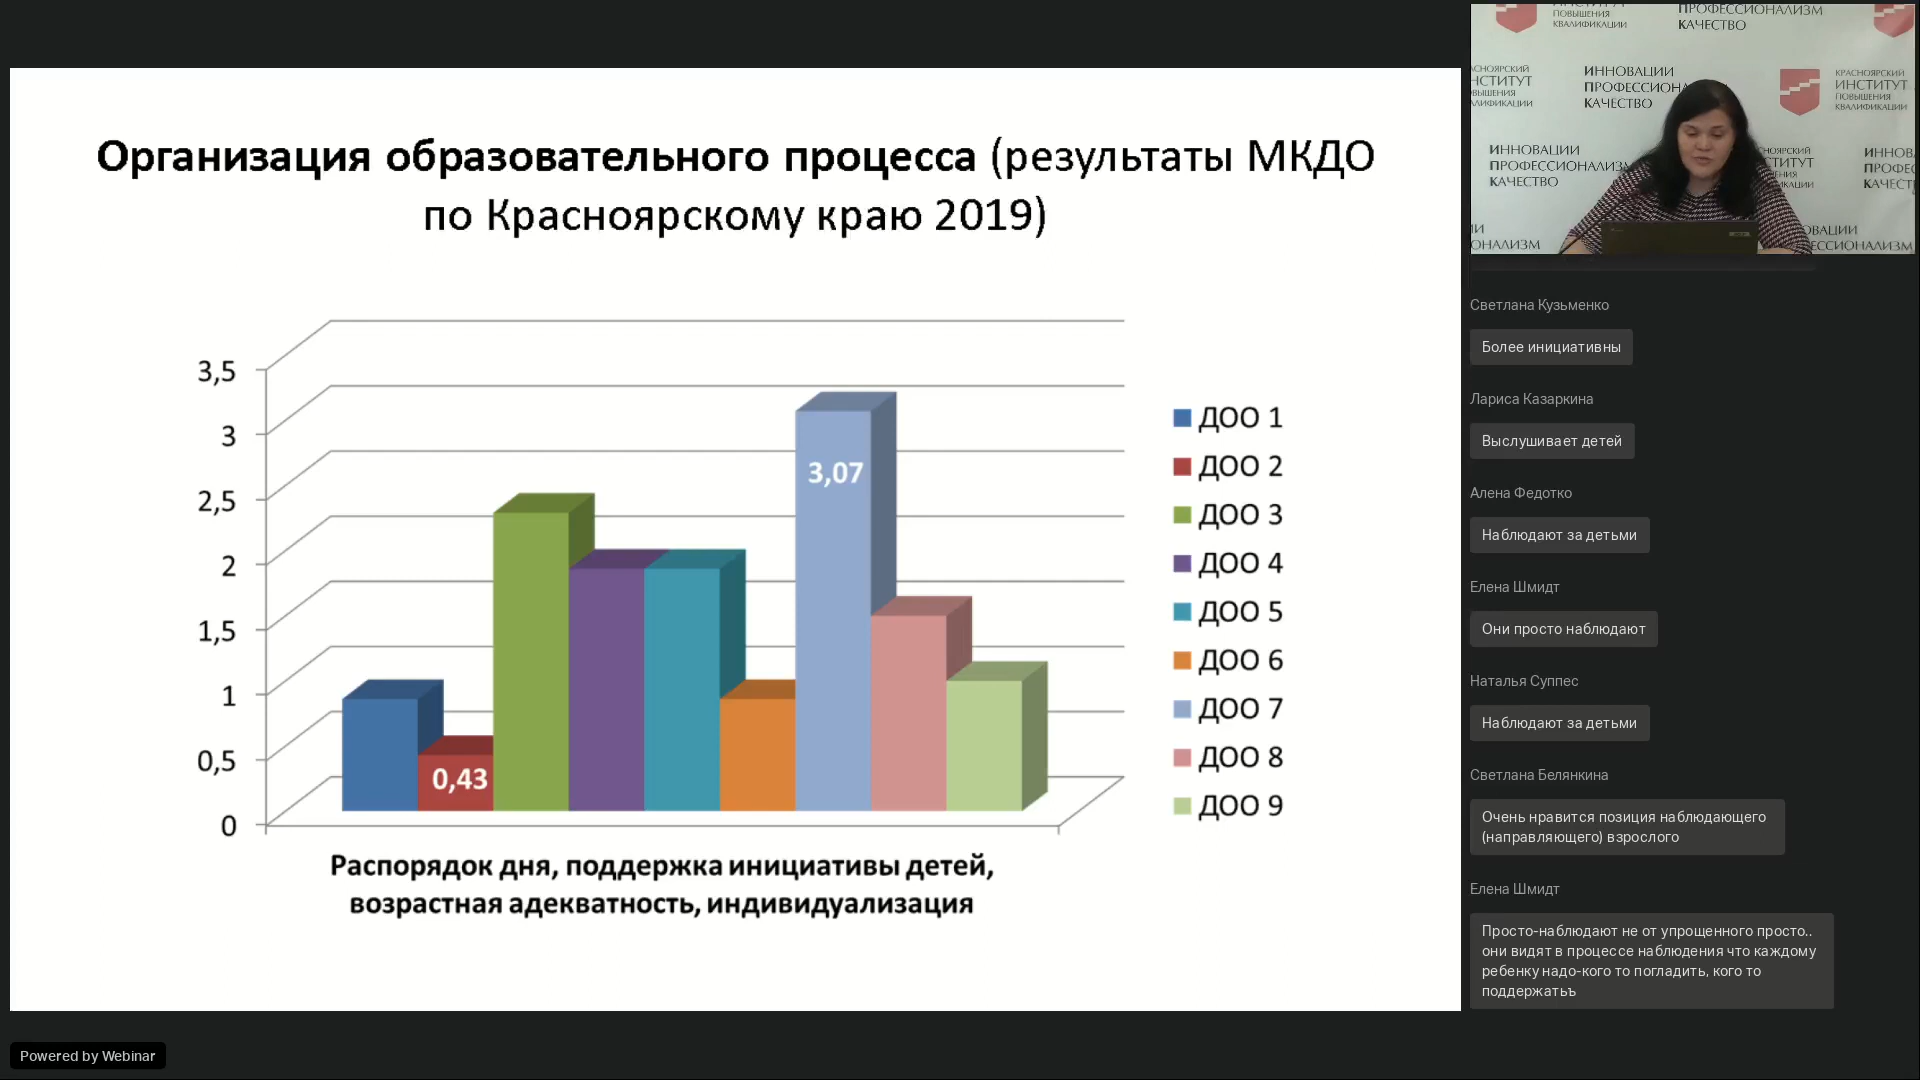 Организация образовательного процесса (результаты МКДО
по Красноярскому краю 2019)
3,5
3
2,5
2
1,5
1
0,5
0
0,43
3,07
ДОО 1
ДОО 2
ДОО 3
ДОО 4
ДОО 5
ДОО 6
ДОО 7
ДОО 8
ДОО 9
Распорядок дня, поддержка инициативы детей,
возрастная адекватность, индивидуализация
ПОВЫШЕНИЯ
КВАЛИФИКАЦИИ
ПРОФЕССИОНАЛИЗМ
КАЧЕСТВО
ИННОВАЦИИ
КАЧЕСТВО
КРАСНОЯРСКИЙ
ИНСТИТУТ
ПОВЫШЕНИЯ
КВАЛИФИКАЦИИ
ИННОВАЦИИ
ПРОФЕССИОНАЛИЗМ
КАЧЕСТВО
Светлана Кузьменко
Более инициативны
Лариса Казаркина
Выслушивает детей
Алена Федотко
Наблюдают за детьми
Елена Шмидт
Они просто наблюдают
Наталья Суппес
Наблюдают за детьми
Светлана Белянкина
Очень нравится позиция наблюдающего
(направляющего) взрослого
Елена Шмидт
Просто-наблюдают не от упрощенного просто..
они видят в процессе наблюдения что каждому
ребенку надо-кого то погладить, кого то
поддержатьъ
Powered by Webinar